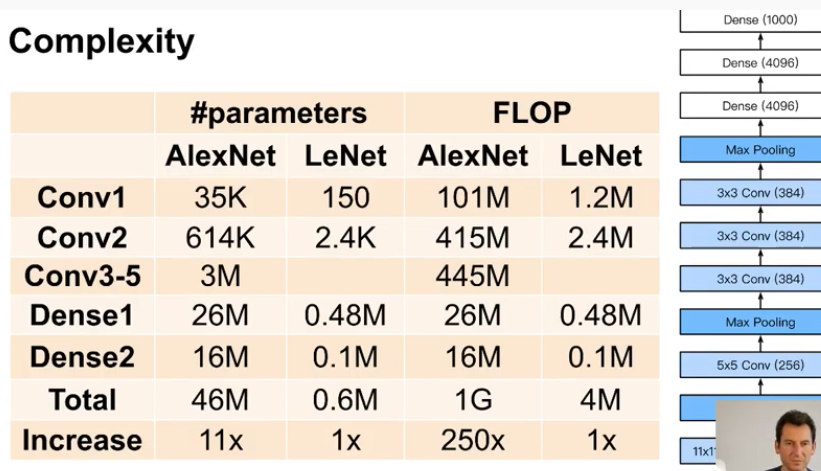 Complexity
#parameters FLOP
AlexNet LeNet AlexNet LeNet
Conv1 35K 150 101M 1.2M
Conv2 614K 2.4K 415M 2.4M
Conv3-5 3M 445M
Dense1 26M 0.48M 26M 0.48M
Dense2 16M 0.1M 16M 0.1M
Total 46M 0.6M 1G 4M
Increase 11x 1x 250x 1x
Dense (1000)
Dense (4096)
Dense (4096)
Max Pooling
3x3 Conv (384)
3x3 Conv (384)
3x3 Conv (384)
Max Pooling
5x5 Conv (256)